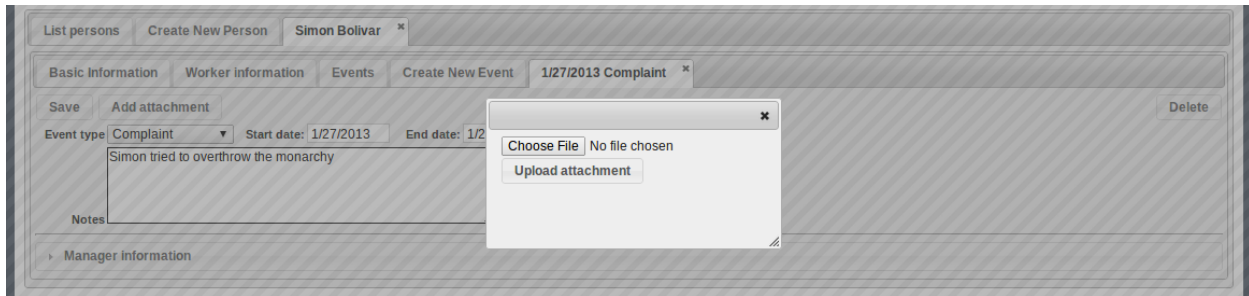 List persons Create New Person Simon Bolivar
Basic Information Worker information Events Create New Event 1/27/2013 Complaint
Save Add attachment Delete
Event type Complaint Start date: 1/27/2013 End date: 1/2
Simon tried to overthrow the monarchy
Notes
Choose File No file chosen
Upload attachment
Manager information